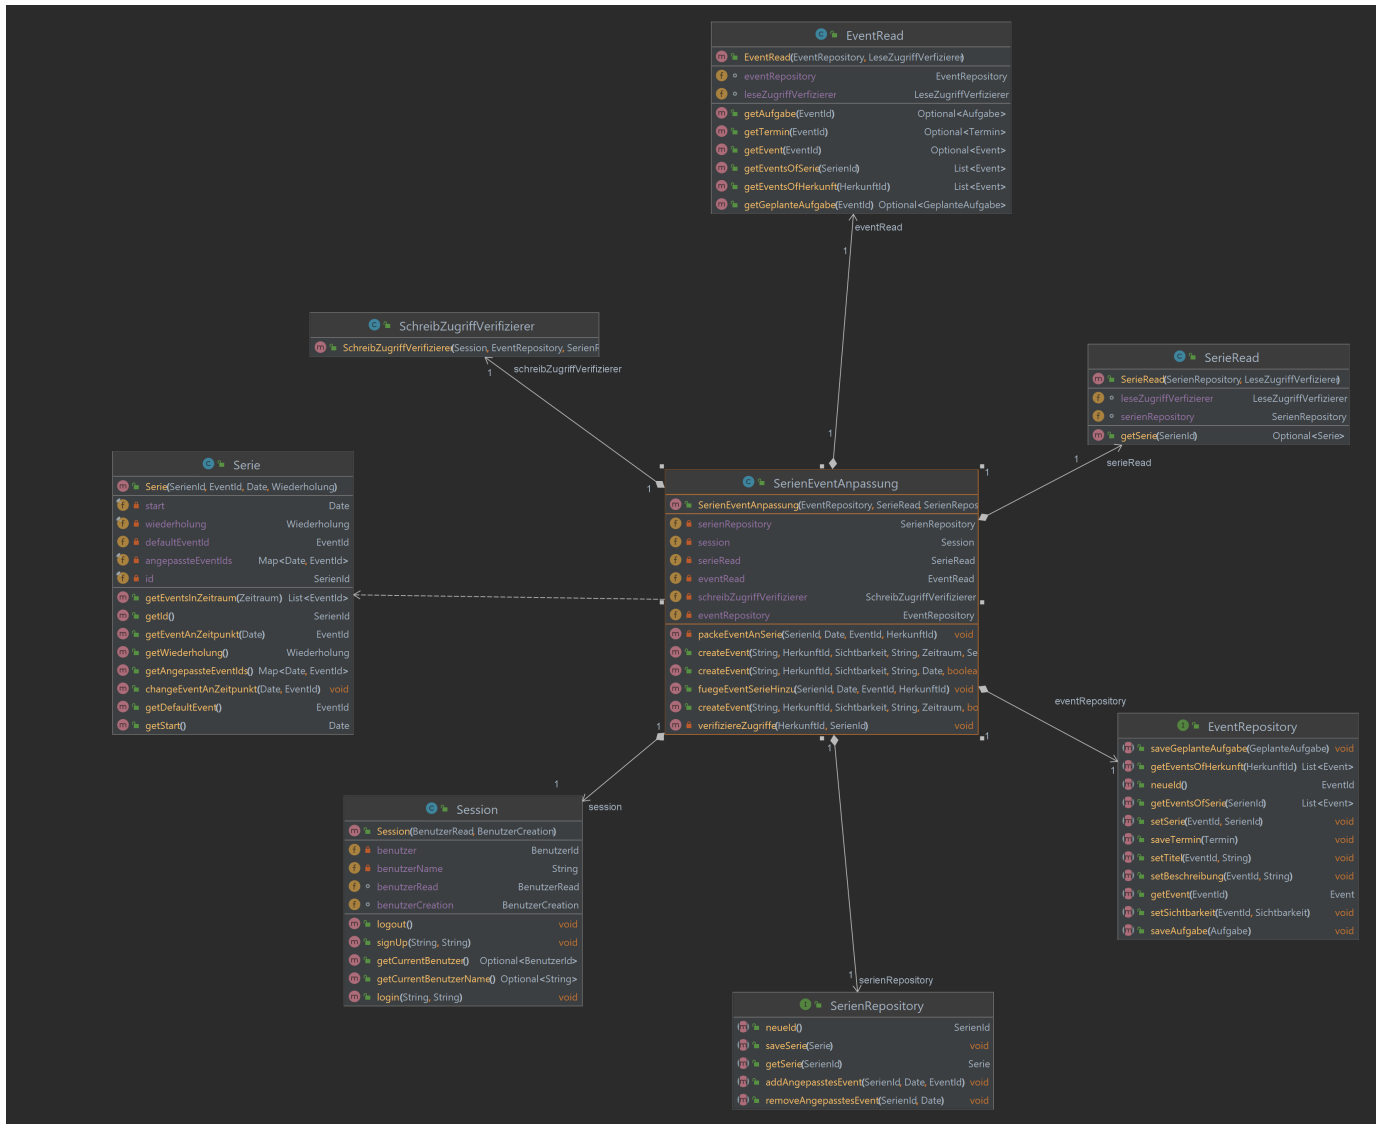 EventRead
EventRead(EventRepository, LeseZugriffVerfizierer)
eventRepository EventRepository
leseZugriffVerfizierer LeseZugriffVerfizierer
getAufgabe(EventId) Optional<Aufgabe>
getTermin(EventId) Optional<Termin>
getEvent(EventId) Optional<Event>
getEventsOfSerie(SerienId) List<Event>
getEventsOfHerkunft(HerkunftId) List<Event>
getGeplanteAufgabe(EventId) Optional<GeplanteAufgabe>
eventRead
1
1
SchreibZugriffVerifizierer
SchreibZugriffVerifizierer(Session, EventRepository, SerienR
schreibZugriffVerifizierer
1
1
SerieRead
SerieRead(SerienRepository, LeseZugriffVerfizierer)
leseZugriffVerfizierer LeseZugriffVerfizierer
serienRepository SerienRepository
getSerie(SerienId) Optional<Serie>
serieRead
1
1
Serie
Serie(SerienId, EventId, Date, Wiederholung)
start Date
wiederholung Wiederholung
defaultEventId EventId
angepassteEventIds Map<Date, EventId>
id SerienId
getEventsInZeitraum(Zeitraum) List<EventId>
getId() SerienId
getEventAnZeitpunkt(Date) EventId
getWiederholung() Wiederholung
getAngepassteEventIds() Map<Date, EventId>
changeEventAnZeitpunkt(Date, EventId) void
getDefaultEvent() EventId
getStart() Date
SerienEventAnpassung
SerienEventAnpassung(EventRepository, SerieRead, SerienRepos
serienRepository SerienRepository
session Session
serieRead SerieRead
eventRead EventRead
schreibZugriffVerifizierer SchreibZugriffVerifizierer
eventRepository EventRepository
packeEventAnSerie(SerienId, Date, EventId, HerkunftId) void
createEvent(String, HerkunftId, Sichtbarkeit, String, Zeitraum, Se
createEvent(String, HerkunftId, Sichtbarkeit, String, Date, boolea
fuegeEventSerieHinzu(SerienId, Date, EventId, HerkunftId) void
createEvent(String, HerkunftId, Sichtbarkeit, String, Zeitraum, bo
verifiziereZugriffe(HerkunftId, SerienId) void
1
1
session
1
1
eventRepository
1
1
serienRepository
EventRepository
saveGeplanteAufgabe(GeplanteAufgabe) void
getEventsOfHerkunft(HerkunftId) List<Event>
neueId() EventId
getEventsOfSerie(SerienId) List<Event>
setSerie(EventId, SerienId) void
saveTermin(Termin) void
setTitel(EventId, String) void
setBeschreibung(EventId, String) void
getEvent(EventId) Event
setSichtbarkeit(EventId, Sichtbarkeit) void
saveAufgabe(Aufgabe) void
Session
Session(BenutzerRead, BenutzerCreation)
benutzer BenutzerId
benutzerName String
benutzerRead BenutzerRead
benutzerCreation BenutzerCreation
logout() void
signUp(String, String) void
getCurrentBenutzer() Optional<BenutzerId>
getCurrentBenutzerName() Optional<String>
login(String, String) void
SerienRepository
neueId() SerienId
saveSerie(Serie) void
getSerie(SerienId) Serie
addAngepasstesEvent(SerienId, Date, EventId) void
removeAngepasstesEvent(SerienId, Date) void